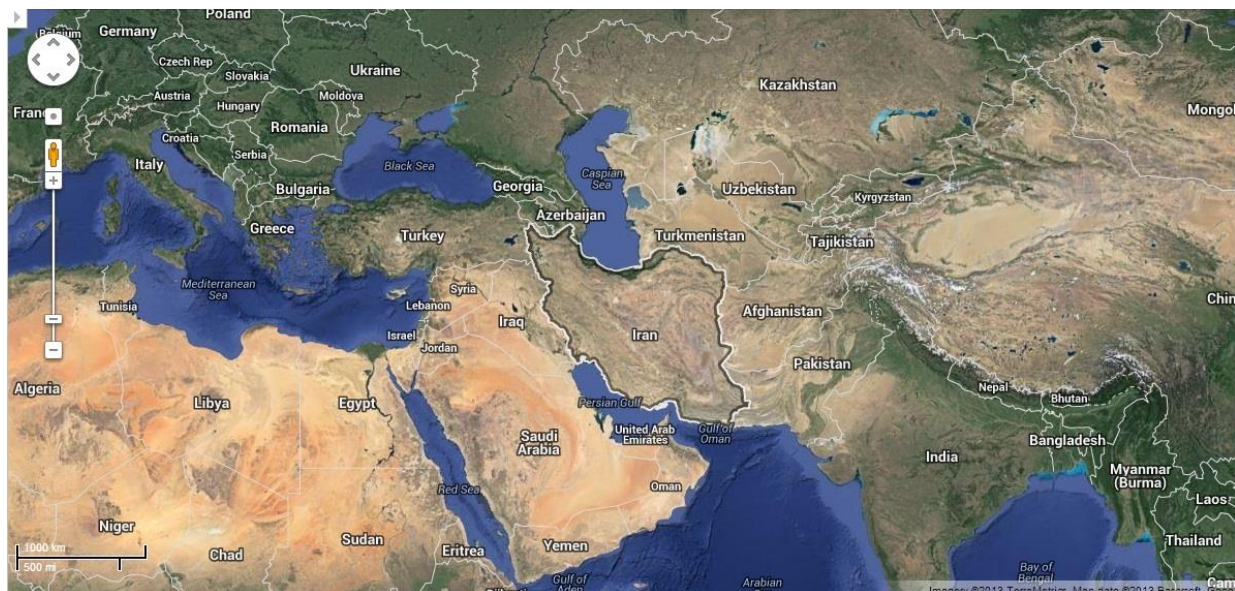 Poland
Belgium
Germany
Czech Rep
Ukraine
Slovakia
Kazakhstan
Austria
Moldova
Hungary
Mongol
Franc
Romania
Croatia
Serbia
Italy
Black Sea
Caspian
Sea
Georgia
Bulgaria
Uzbekistan
Kyrgyzstan
Azerbaijan
Greece
Turkey
Turkmenistan
Tajikistan
Mediterranean
Sea
Syria
Tunisia
Lebanon
Chin
Afghanistan
Iraq
Israel
Iran
Jordan
Pakistan
Algeria
Nepal
Bhutan
Libya
Egypt
Persian Gulf
United Arab
Emirates
Gulf of
Oman
Saudi
Arabia
Bangladesh
India
Myanmar
(Burma)
Red Sea
Oman
Laos
Niger
Sudan
Thailand
1000 km
500 mi
Chad
Eritrea
Yemen
Gulf of
Aden
Arabian
Bay of
Bengal
Cam